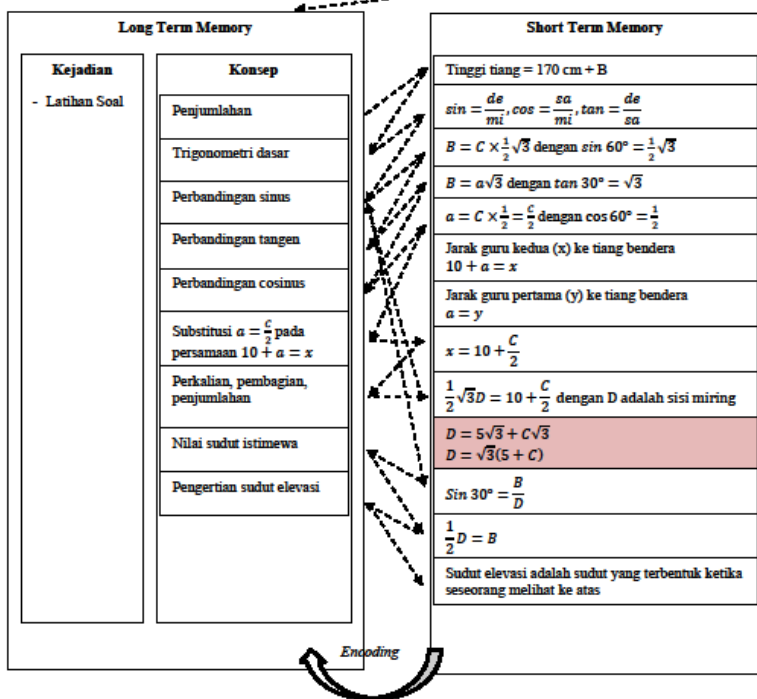 Long Term Memory
Kejadian
- Latihan Soal
Konsep
Penjumlahan
Trigonometri dasar
Perbandingan sinus
Perbandingan tangen
Perbandingan cosinus
Substitusi a = C/2 pada
persamaan 10 + a = x
Perkalian, pembagian,
penjumlahan
Nilai sudut istimewa
Pengertian sudut elevasi
Short Term Memory
Tinggi tiang = 170 cm + B
sin = de/mi, cos = sa/mi, tan = de/sa
B = C × 1/2 √3 dengan sin 60° = 1/2 √3
B = a√3 dengan tan 30° = √3
a = C × 1/2 = C/2 dengan cos 60° = 1/2
Jarak guru kedua (x) ke tiang bendera
10 + a = x
Jarak guru pertama (y) ke tiang bendera
a = y
x = 10 + C/2
1/2 √3D = 10 + C/2 dengan D adalah sisi miring
D = 5√3 + C√3
D = √3(5 + C)
Sin 30° = B/D
1/2 D = B
Sudut elevasi adalah sudut yang terbentuk ketika
seseorang melihat ke atas
Encoding